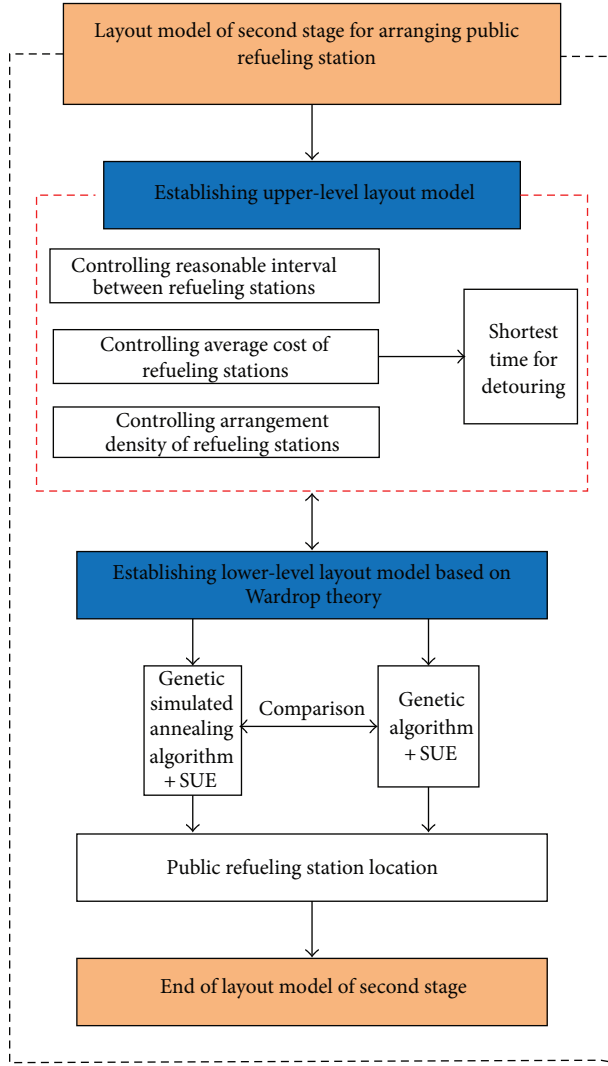 Layout model of second stage for arranging public
refueling station
Establishing upper-level layout model
Controlling reasonable interval
between refueling stations
Controlling average cost of
refueling stations
Controlling arrangement
density of refueling stations
Shortest
time for
detouring
Establishing lower-level layout model based on
Wardrop theory
Genetic
simulated
annealing
algorithm
+ SUE
Comparison
Genetic
algorithm
+ SUE
Public refueling station location
End of layout model of second stage